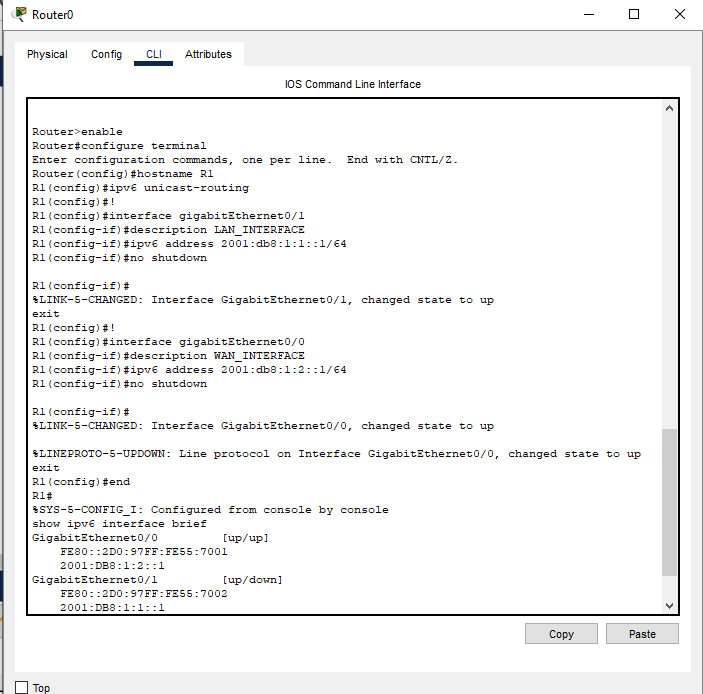 Router0
Physical Config CLI Attributes
IOS Command Line Interface
Router>enable
Router#configure terminal
Enter configuration commands, one per line.  End with CNTL/Z.
Router(config)#hostname R1
R1(config)#ipv6 unicast-routing
R1(config)#!
R1(config)#interface gigabitEthernet0/1
R1(config-if)#description LAN_INTERFACE
R1(config-if)#ipv6 address 2001:db8:1:1::1/64
R1(config-if)#no shutdown
R1(config-if)#
%LINK-5-CHANGED: Interface GigabitEthernet0/1, changed state to up
exit
R1(config)#!
R1(config)#interface gigabitEthernet0/0
R1(config-if)#description WAN_INTERFACE
R1(config-if)#ipv6 address 2001:db8:1:2::1/64
R1(config-if)#no shutdown
R1(config-if)#
%LINK-5-CHANGED: Interface GigabitEthernet0/0, changed state to up
%LINEPROTO-5-UPDOWN: Line protocol on Interface GigabitEthernet0/0, changed state to up
exit
R1(config)#end
R1#
%SYS-5-CONFIG_I: Configured from console by console
show ipv6 interface brief
GigabitEthernet0/0         [up/up]
    FE80::2D0:97FF:FE55:7001
    2001:DB8:1:2::1
GigabitEthernet0/1         [up/down]
    FE80::2D0:97FF:FE55:7002
    2001:DB8:1:1::1
Copy Paste
Top